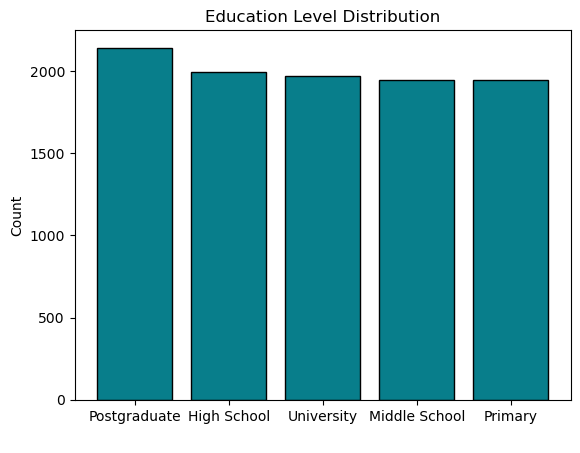 Education Level Distribution
Count
2000
1500
1000
500
0
Postgraduate High School University Middle School Primary